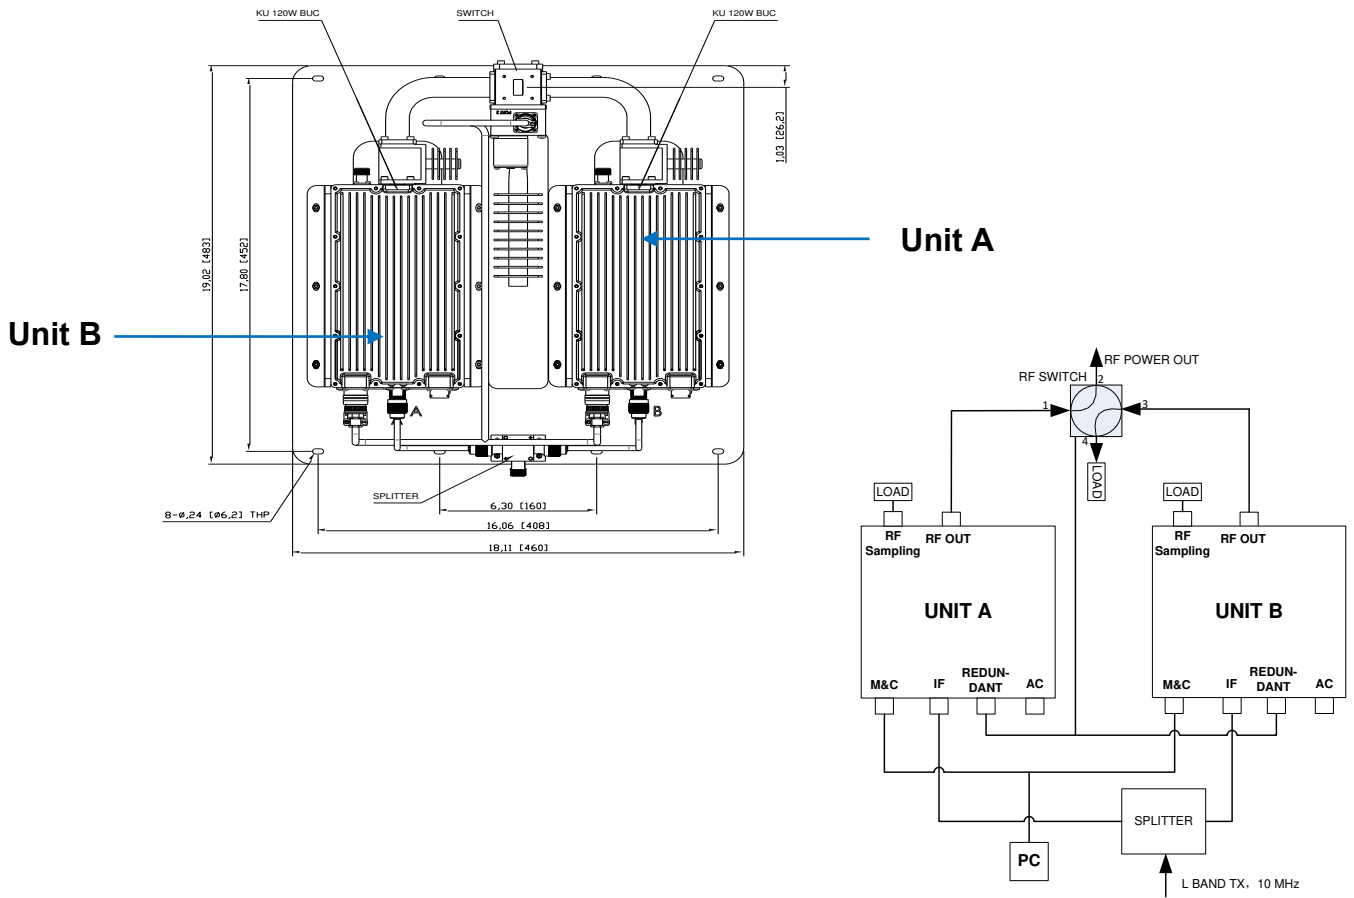 KU 120W BUC
SWITCH
KU 120W BUC
1,03 [26,2]
PORT 2
19,02 [483]
17,80 [452]
Unit A
Unit B
A
B
SPLITTER
8-Ø,24 [Ø6,2] THP
6,30 [160]
16,06 [408]
18,11 [460]
RF POWER OUT
RF SWITCH
2
1
3
4
LOAD
LOAD
LOAD
RF
Sampling
RF OUT
RF
Sampling
RF OUT
UNIT A
UNIT B
M&C
IF
REDUN-
DANT
AC
M&C
IF
REDUN-
DANT
AC
SPLITTER
PC
L BAND TX, 10 MHz